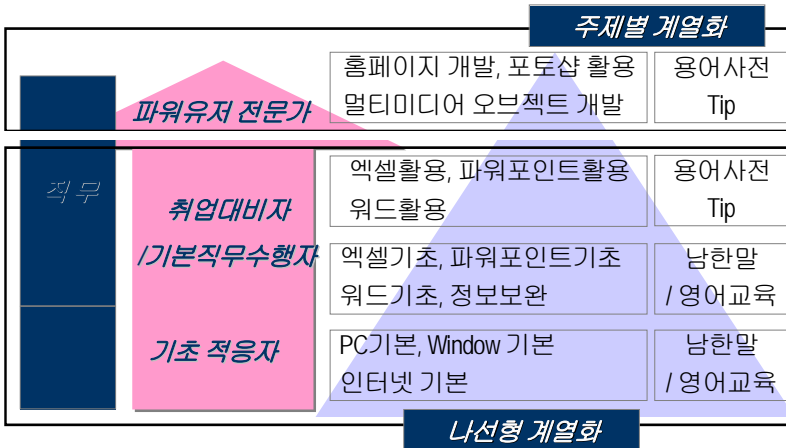 주제별 계열화
홈페이지 개발, 포토샵 활용
멀티미디어 오브젝트 개발
용어사전
Tip
파워유저 전문가
직 무
취업대비자
/기본직무수행자
엑셀활용, 파워포인트활용
워드활용
용어사전
Tip
엑셀기초, 파워포인트기초
워드기초, 정보보완
남한말
/ 영어교육
기초 적응자
PC기본, Window 기본
인터넷 기본
남한말
/ 영어교육
나선형 계열화